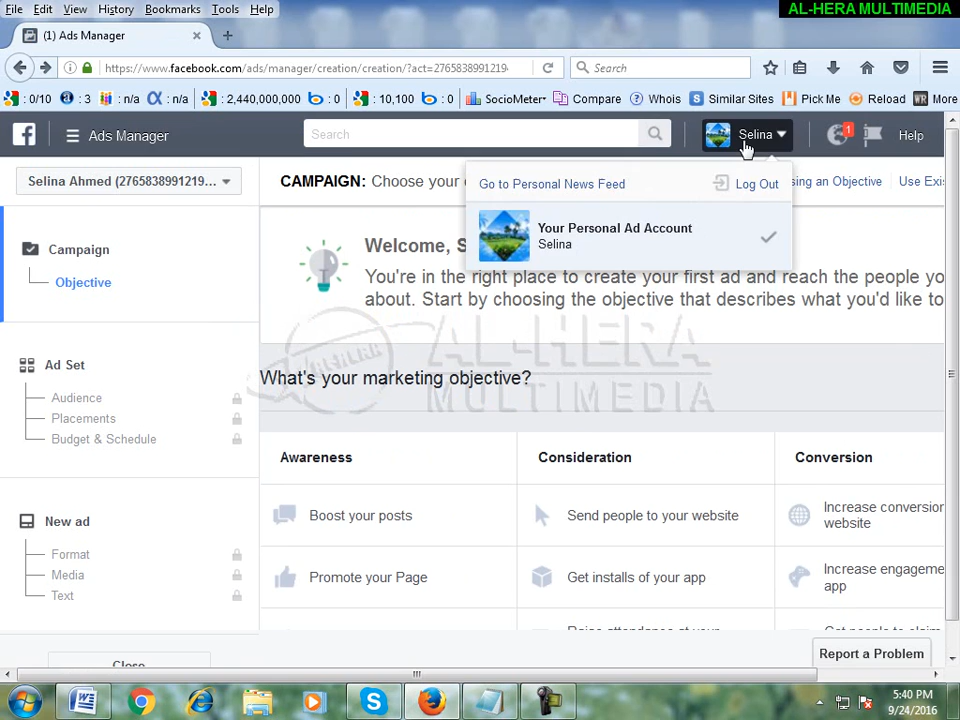 File Edit View History Bookmarks Tools Help
AL-HERA MULTIMEDIA
(1) Ads Manager
https://www.facebook.com/ads/manager/creation/creation/?act=2765838991219
Search
0/10 : 3 : n/a : n/a : 2,440,000,000 : 0 : 10,100 : 0 SocioMeter Compare Whois Similar Sites Pick Me Reload More
Ads Manager
Search
Selina
1
Help
Selina Ahmed (2765838991219...
CAMPAIGN: Choose your
Go to Personal News Feed
Log Out
sing an Objective
Use Exi
Your Personal Ad Account
Selina
Campaign
Objective
Welcome, S
You're in the right place to create your first ad and reach the people yo
about. Start by choosing the objective that describes what you'd like to
AL-HERA
MULTIMEDIA
What's your marketing objective?
Ad Set
Audience
Placements
Budget & Schedule
New ad
Format
Media
Text
Close
Awareness
Consideration
Conversion
Boost your posts
Send people to your website
Increase conversion
website
Promote your Page
Get installs of your app
Increase engageme
app
Report a Problem
5:40 PM
9/24/2016